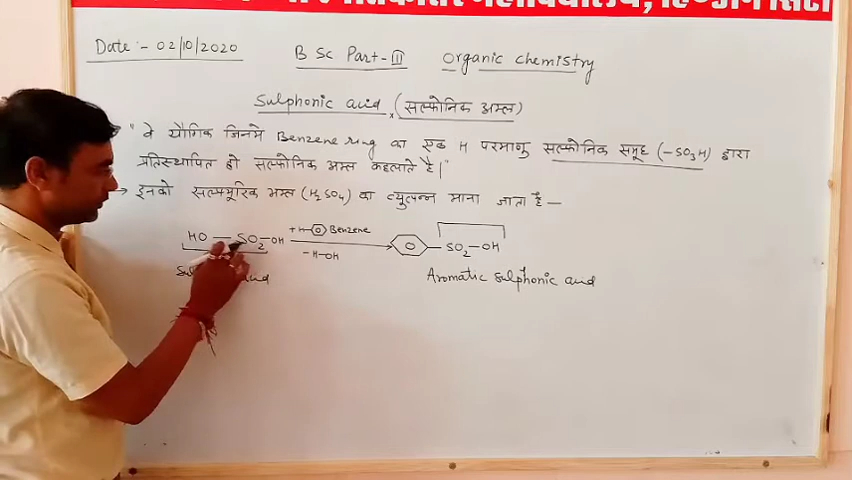 महाविद्यालय, हिण्डौन सिटी
Date :- 02/10/2020 B Sc Part-III Organic chemistry
Sulphonic acid (सल्फोनिक अम्ल)
"वे यौगिक जिनमे Benzene ring का एक H परमाणु सल्फोनिक समूह (-SO3H) द्वारा
प्रतिस्थापित हो सल्फोनिक अम्ल कहलाते है।"
→ इनको सल्फ्यूरिक अम्ल (H2SO4) का व्युत्पन्न माना जाता है —
HO — SO2-OH +H- Benzene -H-OH → SO2-OH
acid Aromatic sulphonic acid